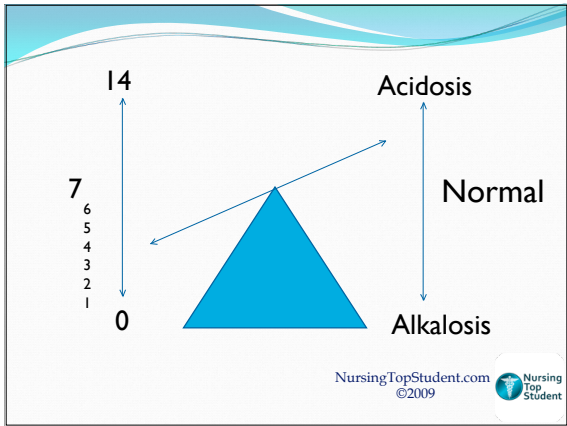 14
Acidosis
7
Normal
6
5
4
3
2
1
0
Alkalosis
NursingTopStudent.com
©2009
Nursing
Top
Student